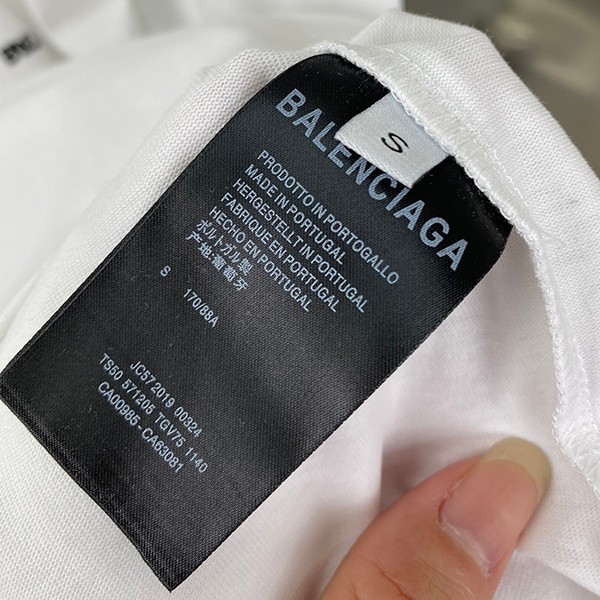 BALENCIAGA
S
PRODOTTO IN PORTOGALLO
MADE IN PORTUGAL
HERGESTELLT IN PORTUGAL
FABRIQUE EN PORTUGAL
HECHO EN PORTUGAL
ポルトガル製
产地:葡萄牙
S 170/88A
JC57 2019 00324
TS50 571205 TGV75 1140
CA00985-CA63081